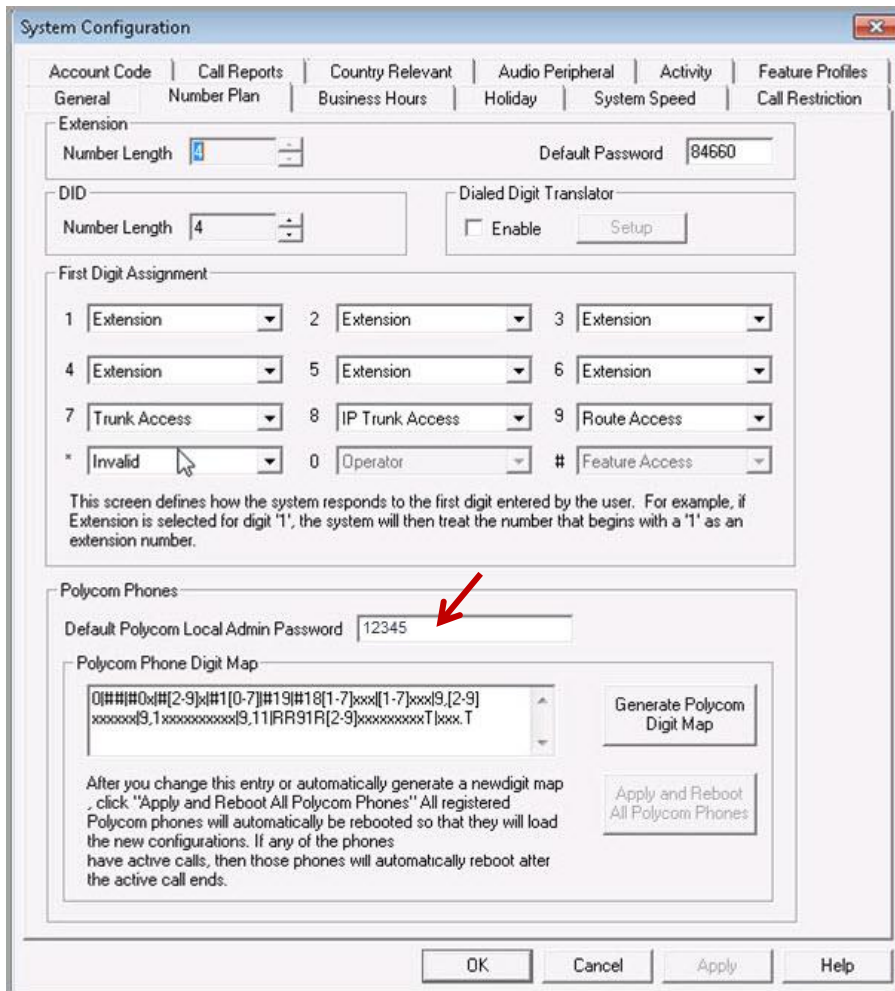 System Configuration
Account Code Call Reports Country Relevant Audio Peripheral Activity Feature Profiles
General Number Plan Business Hours Holiday System Speed Call Restriction
Extension
Number Length 4 Default Password 84660
DID Dialed Digit Translator
Number Length 4 Enable Setup
First Digit Assignment
1 Extension 2 Extension 3 Extension
4 Extension 5 Extension 6 Extension
7 Trunk Access 8 IP Trunk Access 9 Route Access
* Invalid 0 Operator # Feature Access
This screen defines how the system responds to the first digit entered by the user. For example, if
Extension is selected for digit '1', the system will then treat the number that begins with a '1' as an
extension number.
Polycom Phones
Default Polycom Local Admin Password 12345
Polycom Phone Digit Map
0|##|#0x|#[2-9]x|#1[0-7]|#19|#18[1-7]xxx|[1-7]xxx|9,[2-9]
xxxxxx|9,1xxxxxxxxxx|9,11|RR91R[2-9]xxxxxxxxxT|xxx.T
Generate Polycom
Digit Map
After you change this entry or automatically generate a newdigit map
, click "Apply and Reboot All Polycom Phones" All registered
Polycom phones will automatically be rebooted so that they will load
the new configurations. If any of the phones
have active calls, then those phones will automatically reboot after
the active call ends.
Apply and Reboot
All Polycom Phones
OK Cancel Apply Help